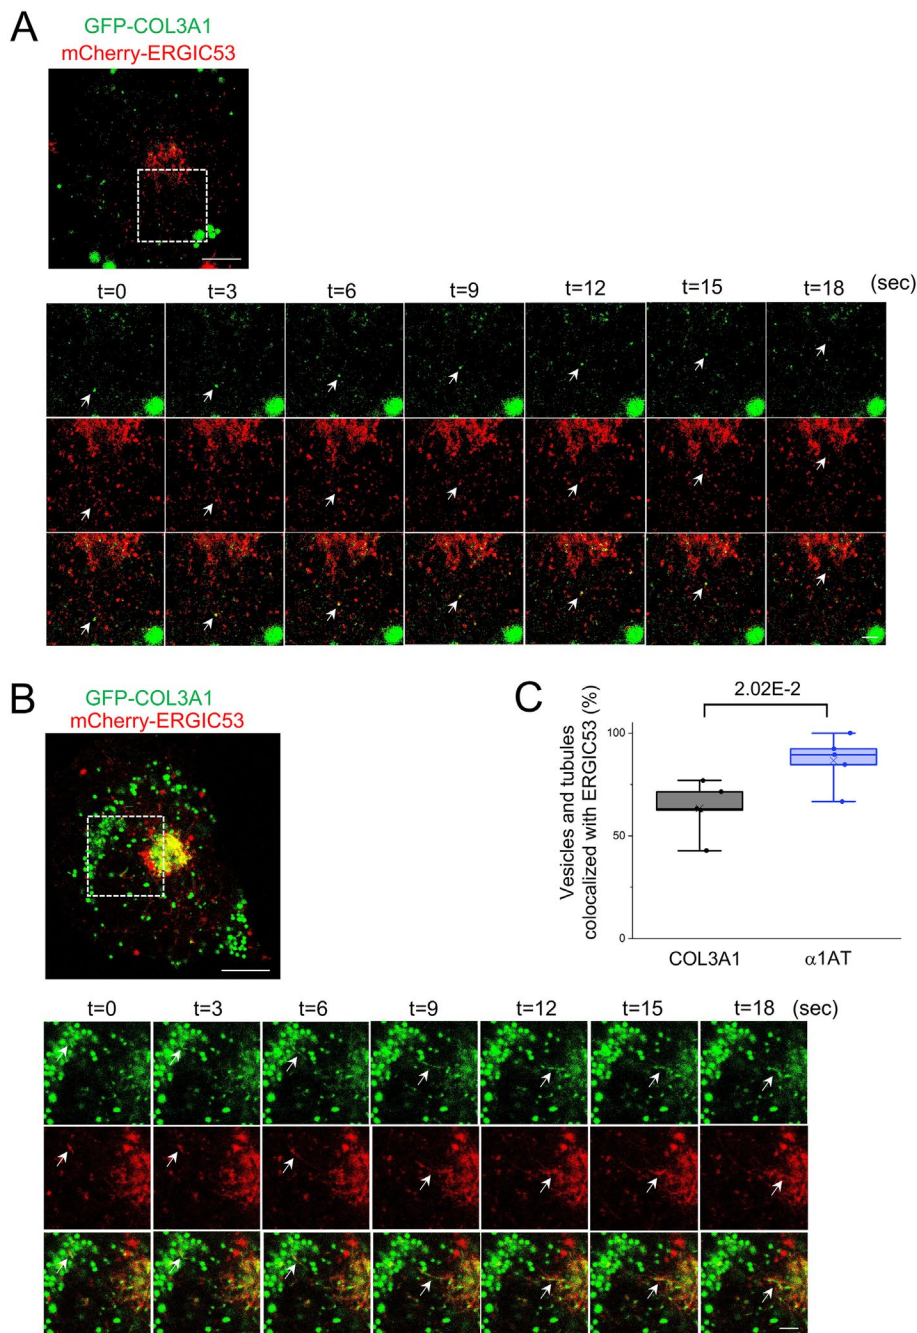 A
GFP-COL3A1
mCherry-ERGIC53
t=0 t=3 t=6 t=9 t=12 t=15 t=18 (sec)
B
GFP-COL3A1
mCherry-ERGIC53
C
2.02E-2
Vesicles and tubules
colocalized with ERGIC53 (%)
100
50
0
COL3A1 α1AT
t=0 t=3 t=6 t=9 t=12 t=15 t=18 (sec)